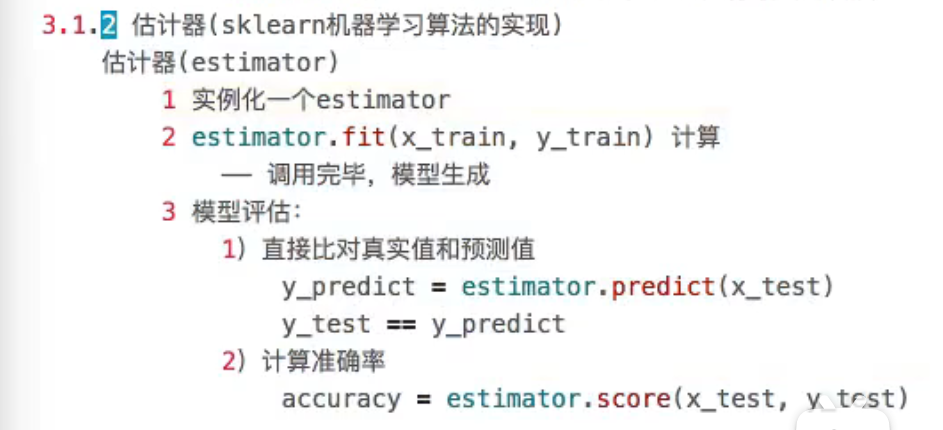 3.1.2 估计器(sklearn机器学习算法的实现)
估计器(estimator)
1 实例化一个estimator
2 estimator.fit(x_train, y_train) 计算
—— 调用完毕，模型生成
3 模型评估：
1）直接比对真实值和预测值
y_predict = estimator.predict(x_test)
y_test == y_predict
2）计算准确率
accuracy = estimator.score(x_test, y_test)